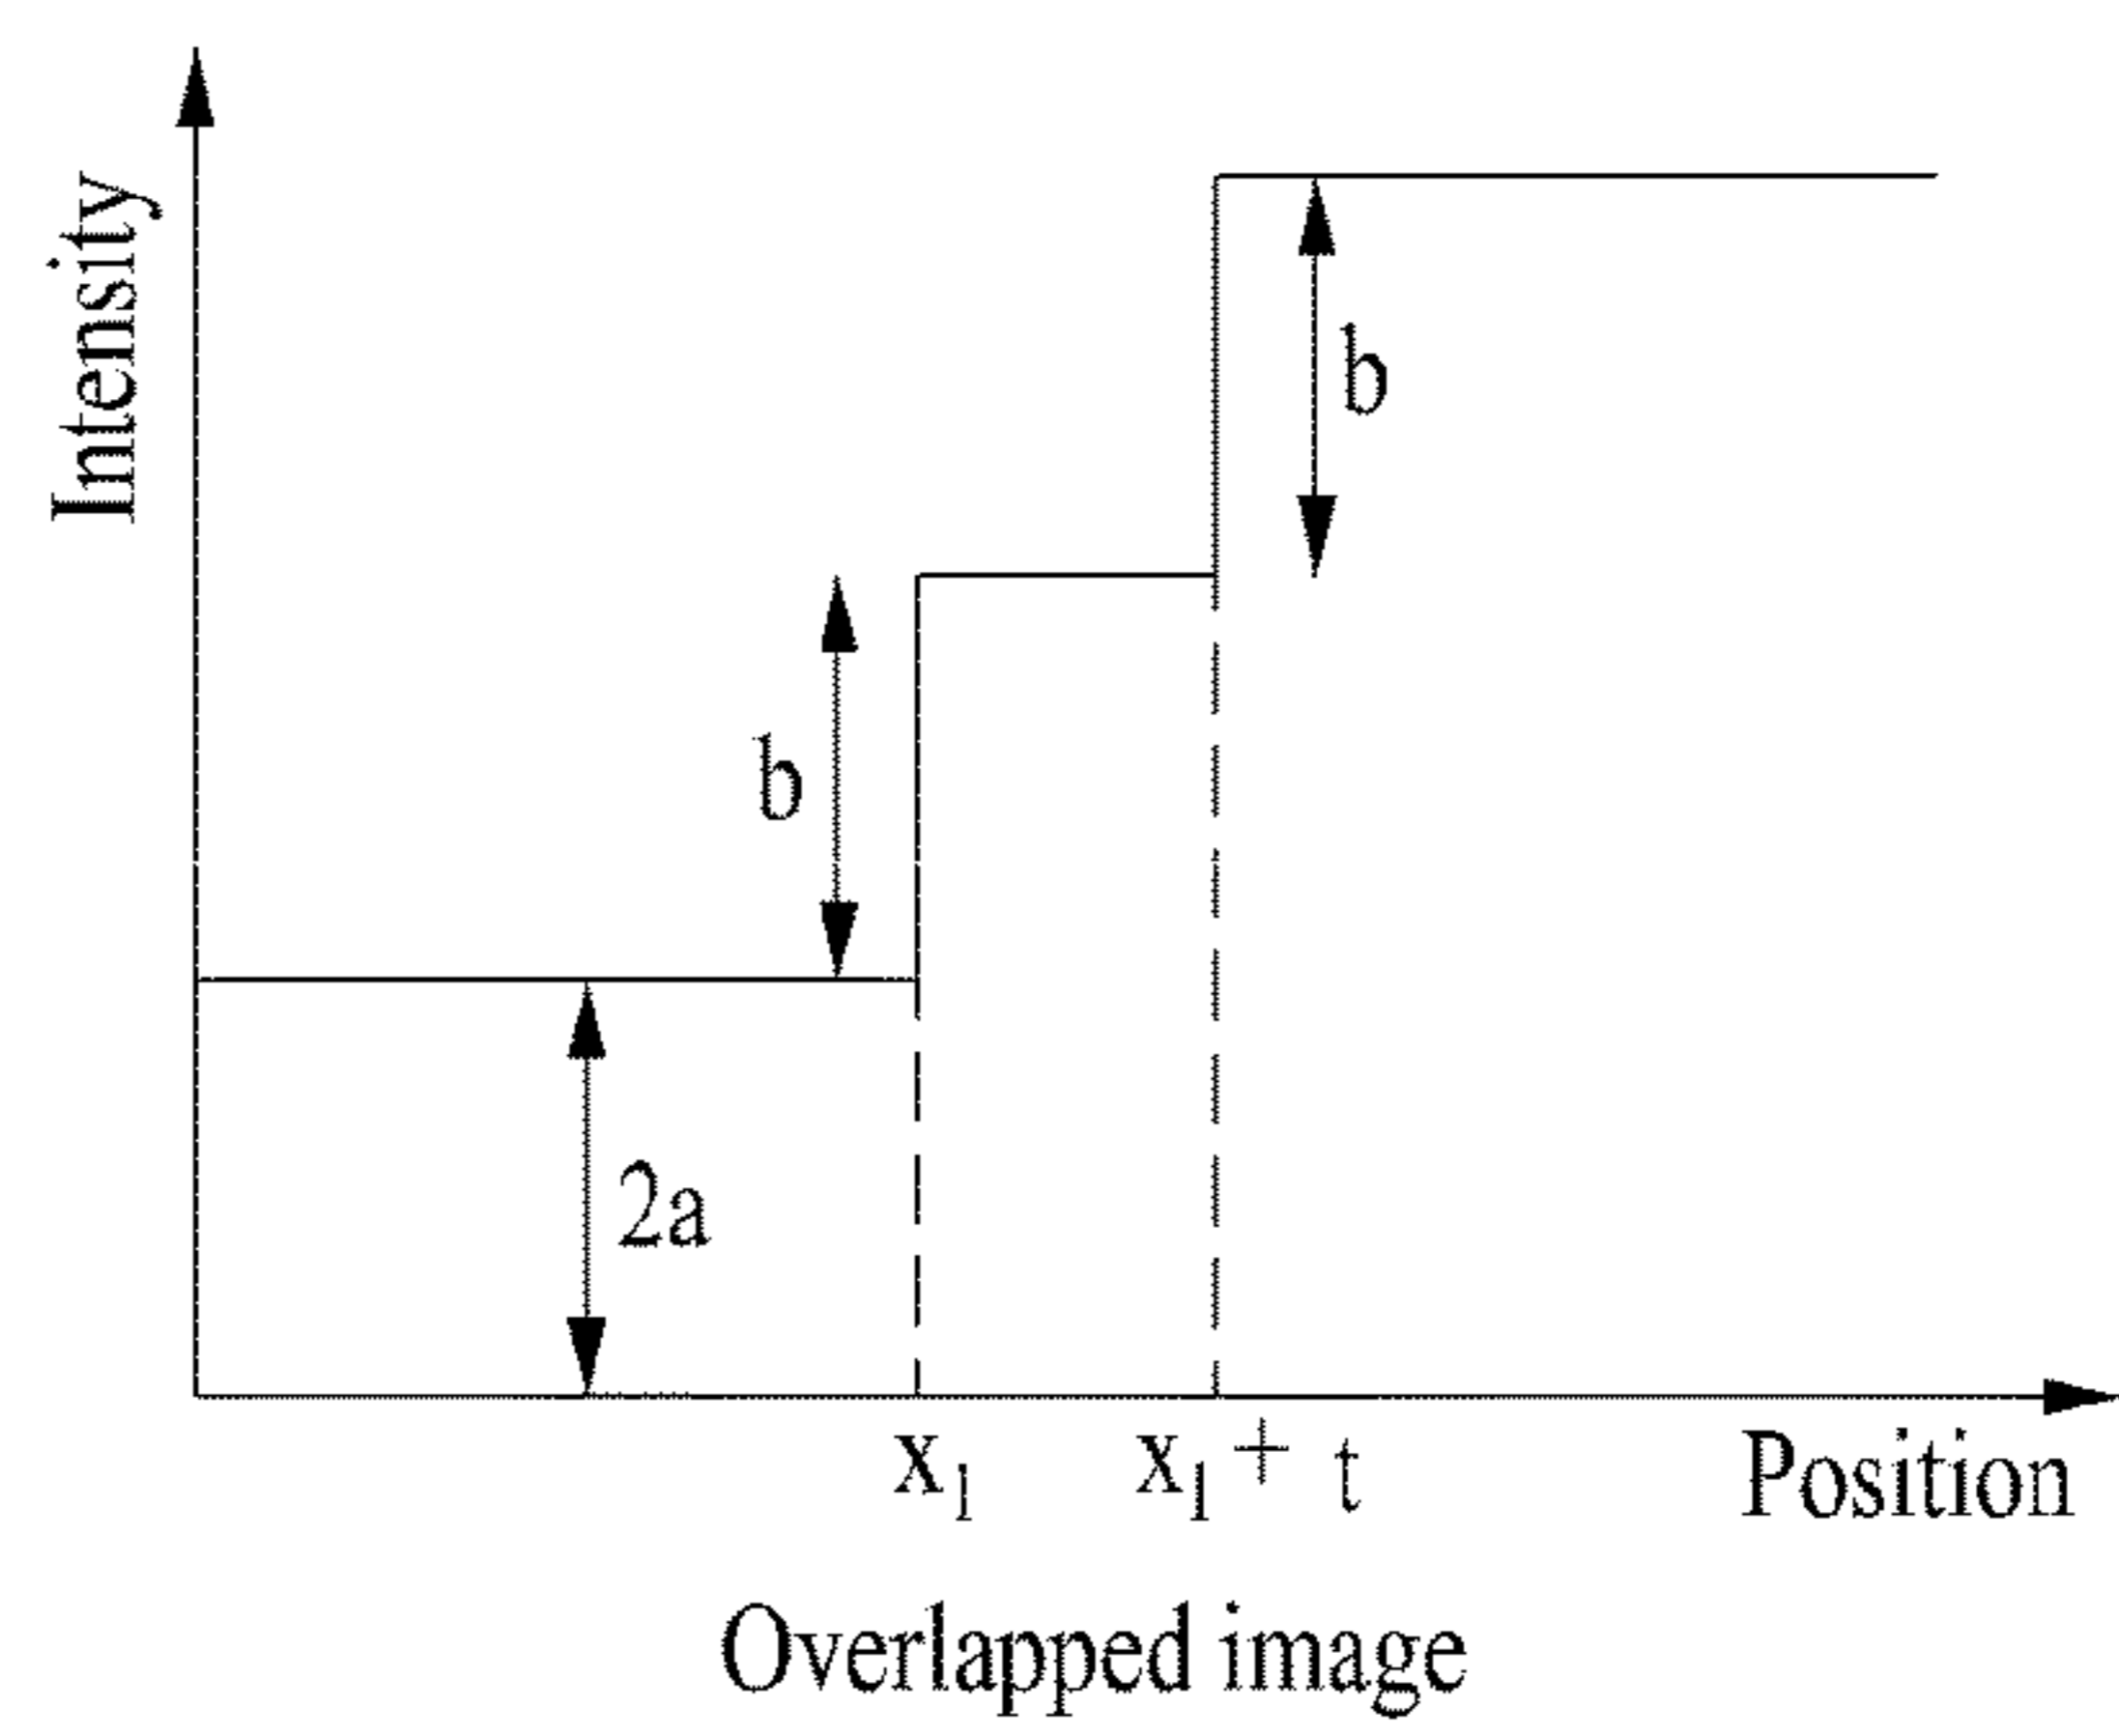 Intensity
b
b
2a
x₁
x₁ + t
Position
Overlapped image